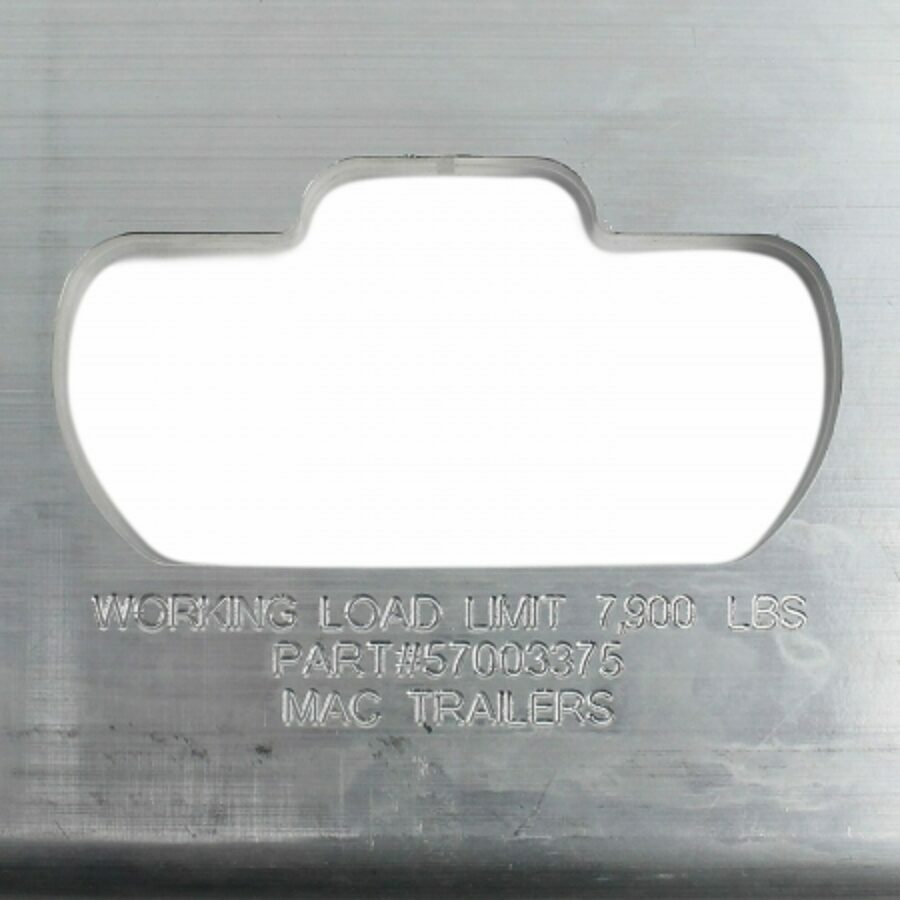 WORKING LOAD LIMIT 7,900 LBS
PART#57003375
MAC TRAILERS